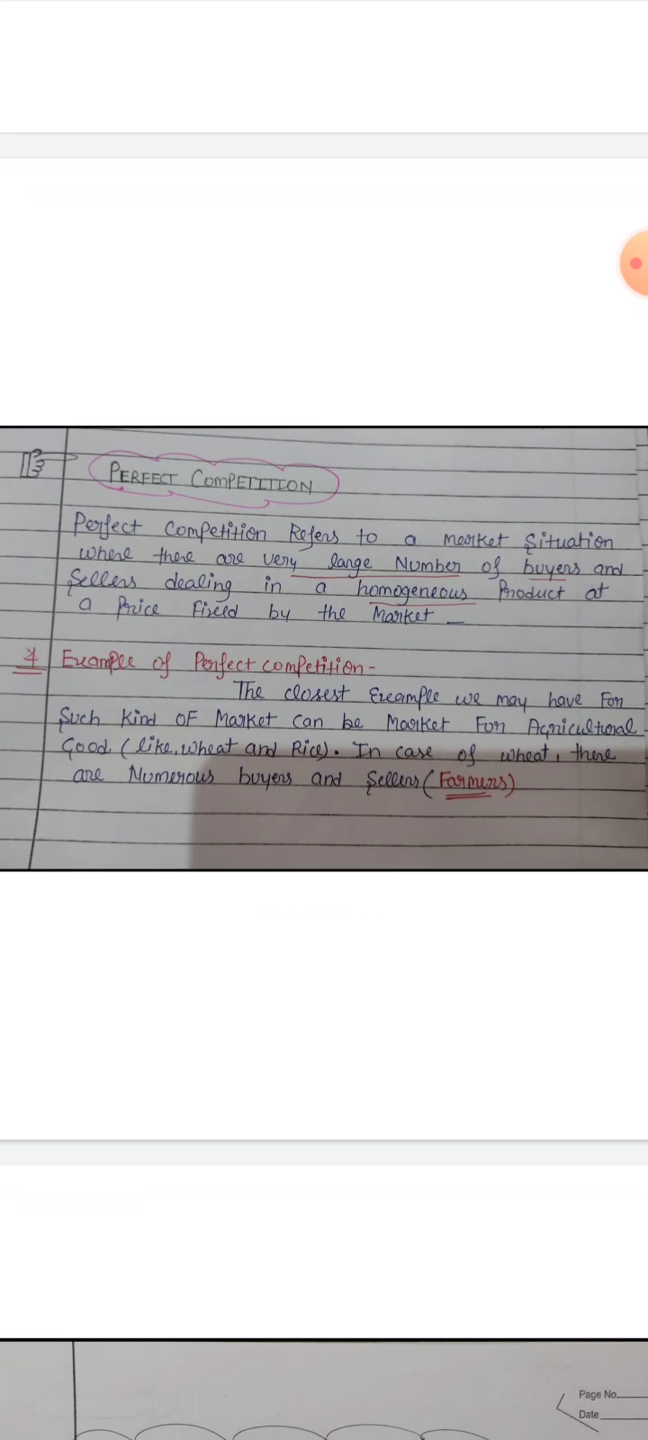 PERFECT COMPETITION
Perfect Competition Refers to a market Situation
where there are very large Number of buyers and
Sellers dealing in a homogeneous Product at
a Price Fixed by the Market _
* Example of Perfect competition -
The closest Example we may have For
Such Kind OF Market can be Market For Agricultural
Good (like, wheat and Rice). In case of wheat, there
are Numerous buyers and Sellers (Farmers)
Page No.
Date